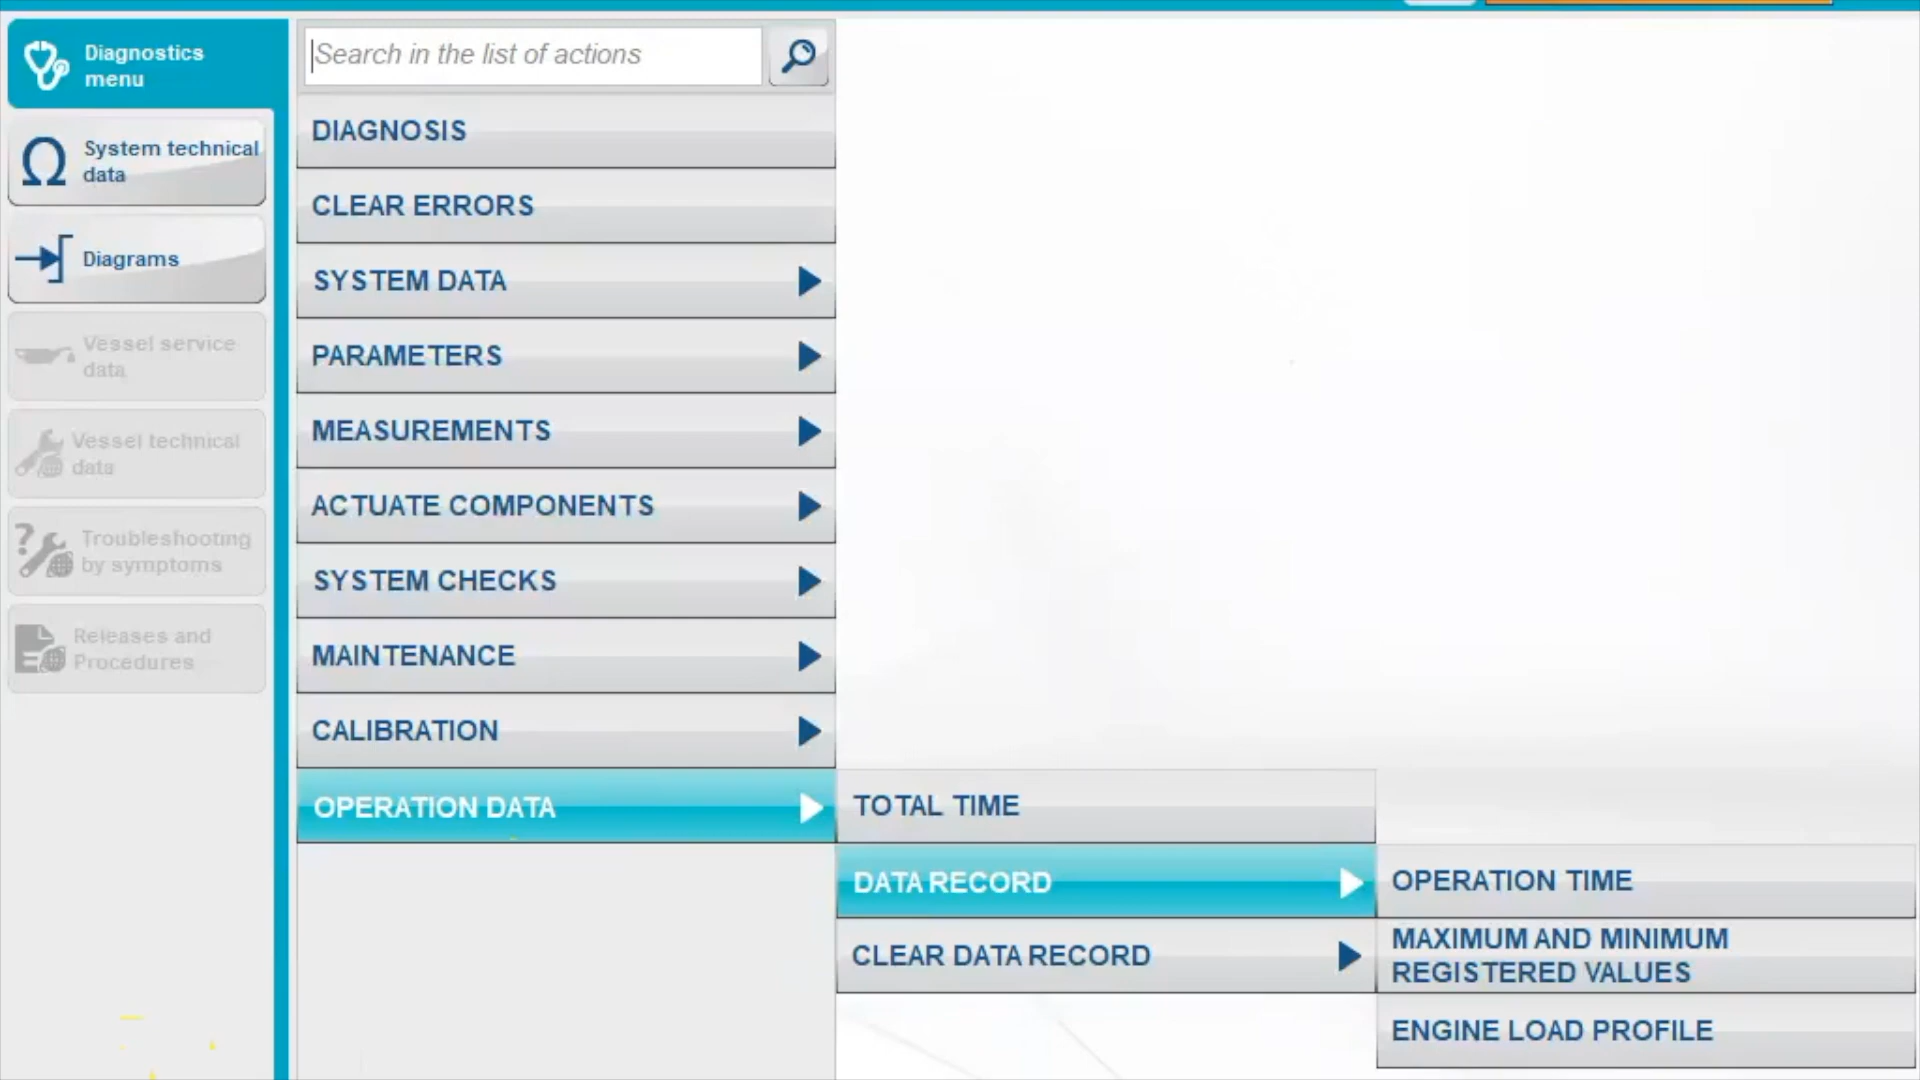 Diagnostics
menu
System technical
data
Diagrams
Vessel service
data
Vessel technical
data
Troubleshooting
by symptoms
Releases and
Procedures
Search in the list of actions
DIAGNOSIS
CLEAR ERRORS
SYSTEM DATA
PARAMETERS
MEASUREMENTS
ACTUATE COMPONENTS
SYSTEM CHECKS
MAINTENANCE
CALIBRATION
OPERATION DATA
TOTAL TIME
DATA RECORD
CLEAR DATA RECORD
OPERATION TIME
MAXIMUM AND MINIMUM
REGISTERED VALUES
ENGINE LOAD PROFILE